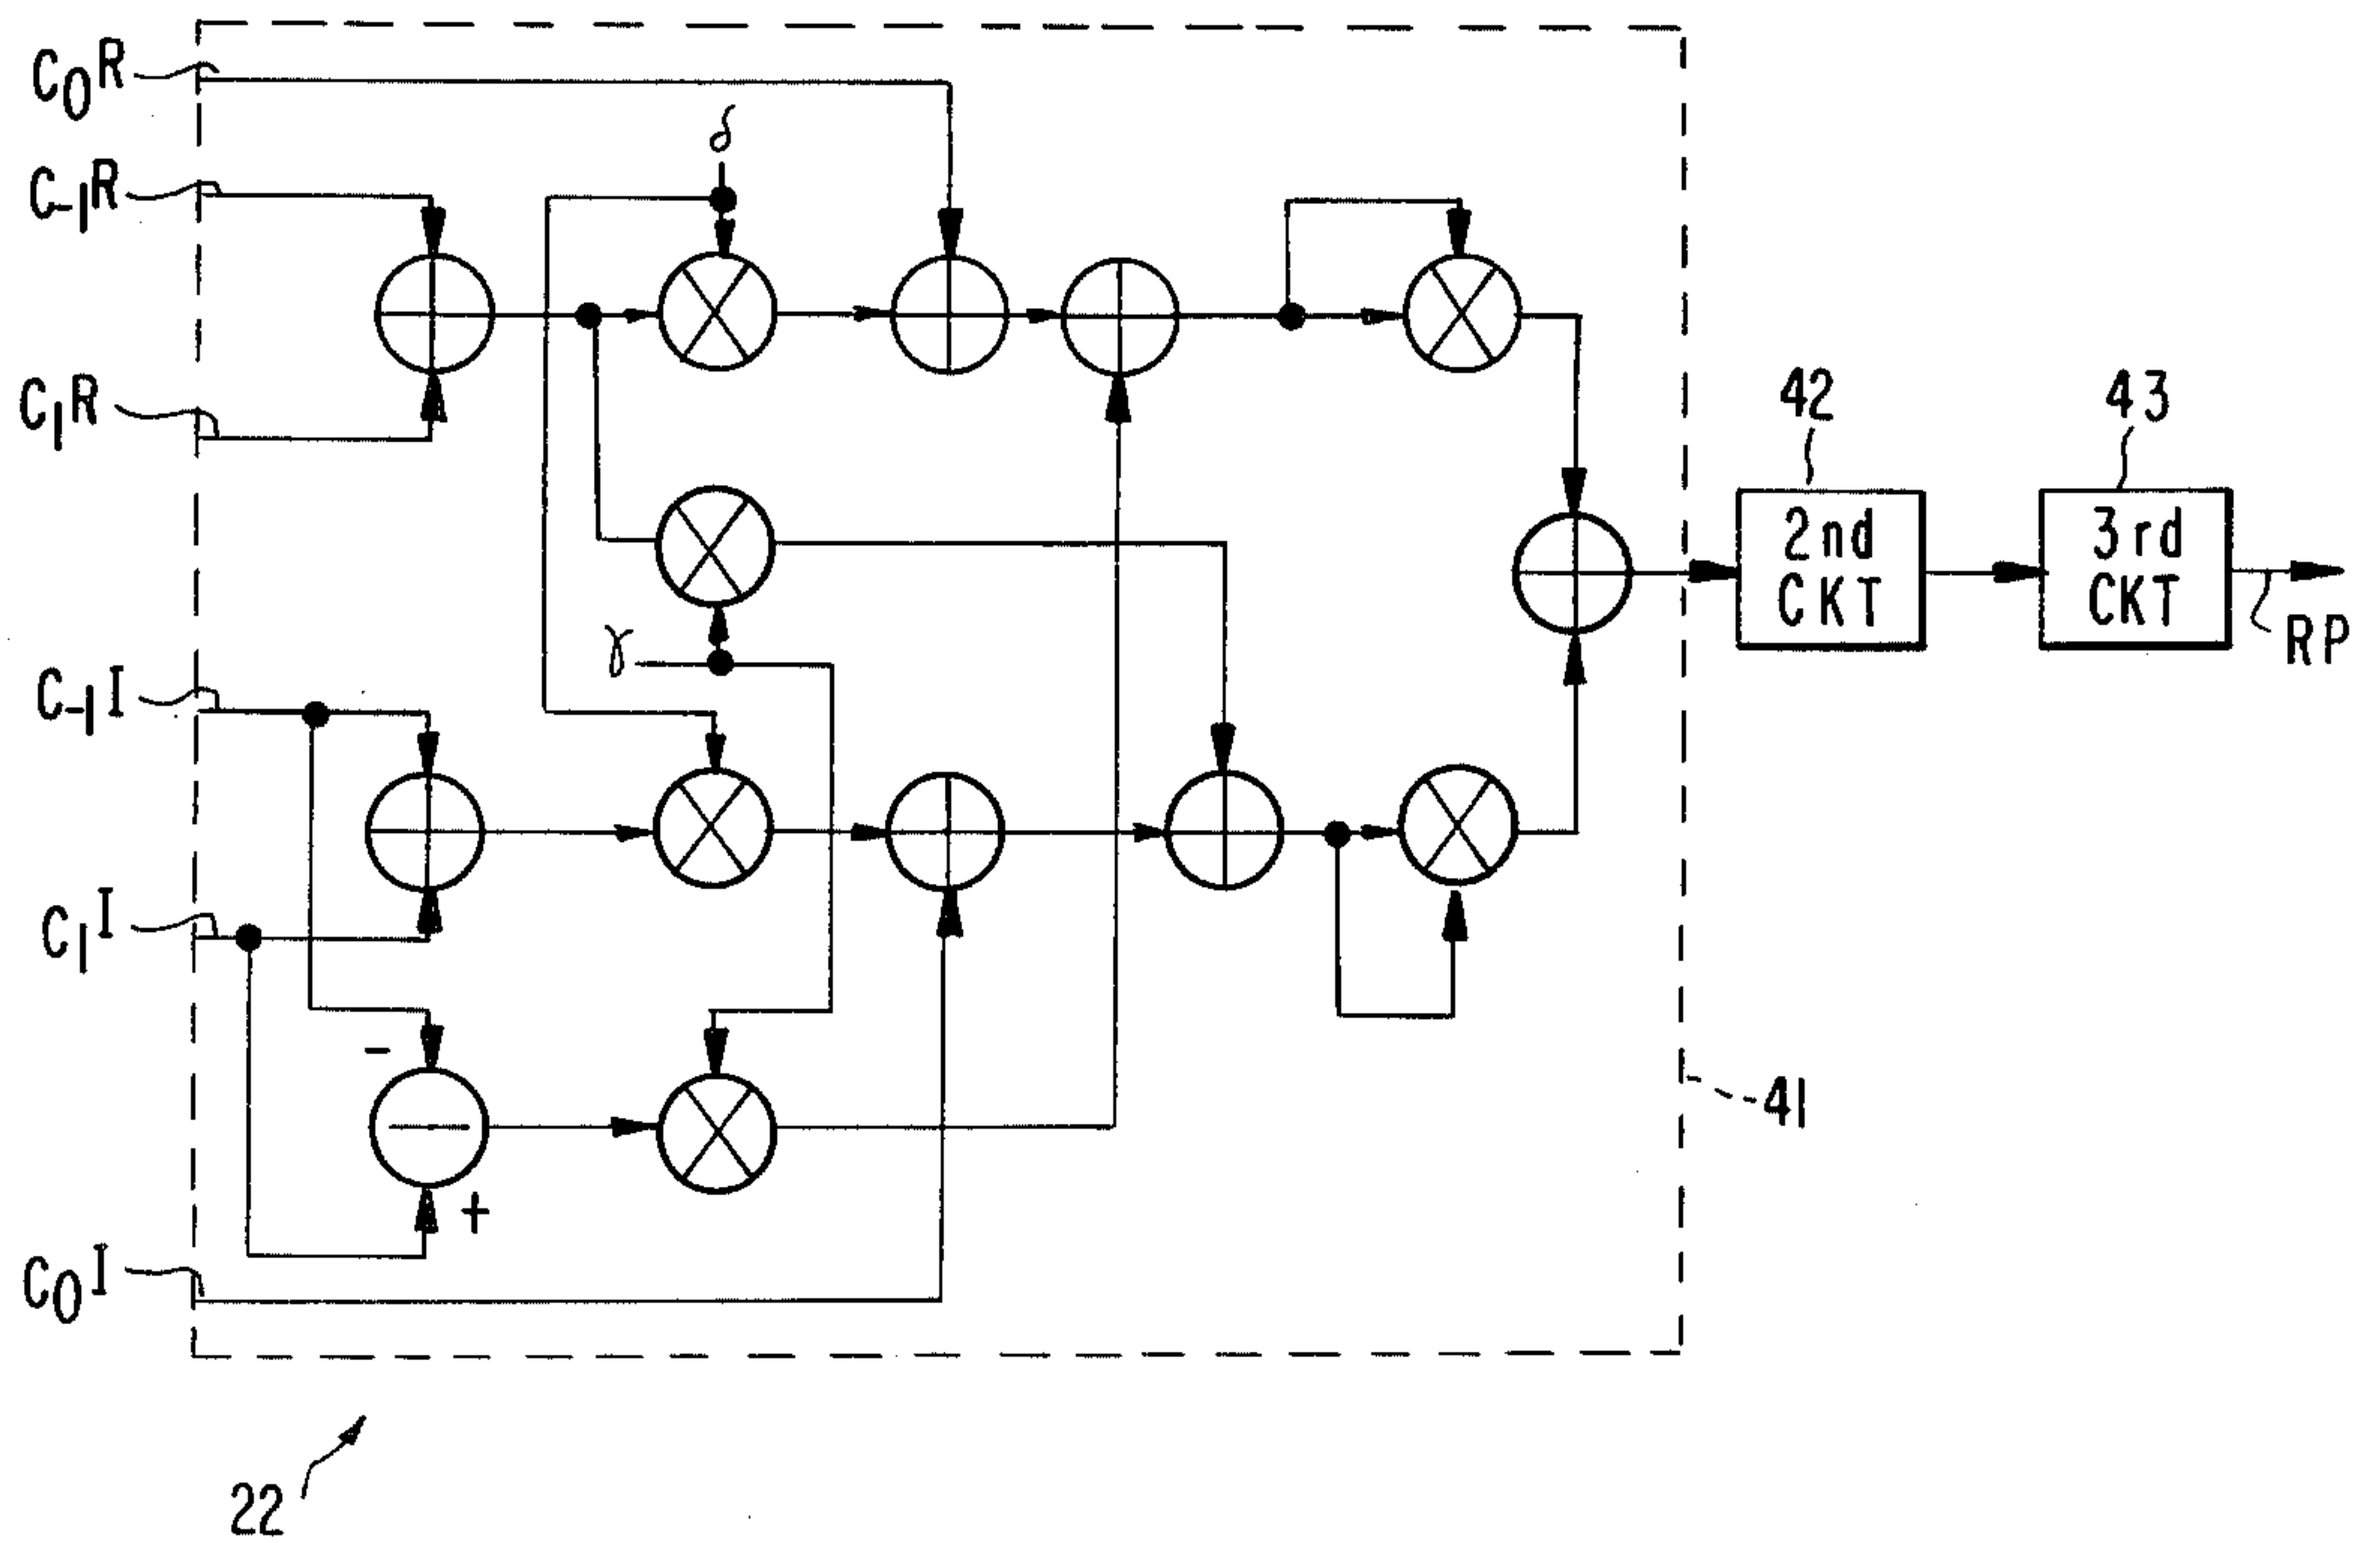 C₀R
δ
C₋₁R
C₁R
42
43
2nd
CKT
3rd
CKT
RP
γ
C₋₁I
C₁I
-
+
41
C₀I
22